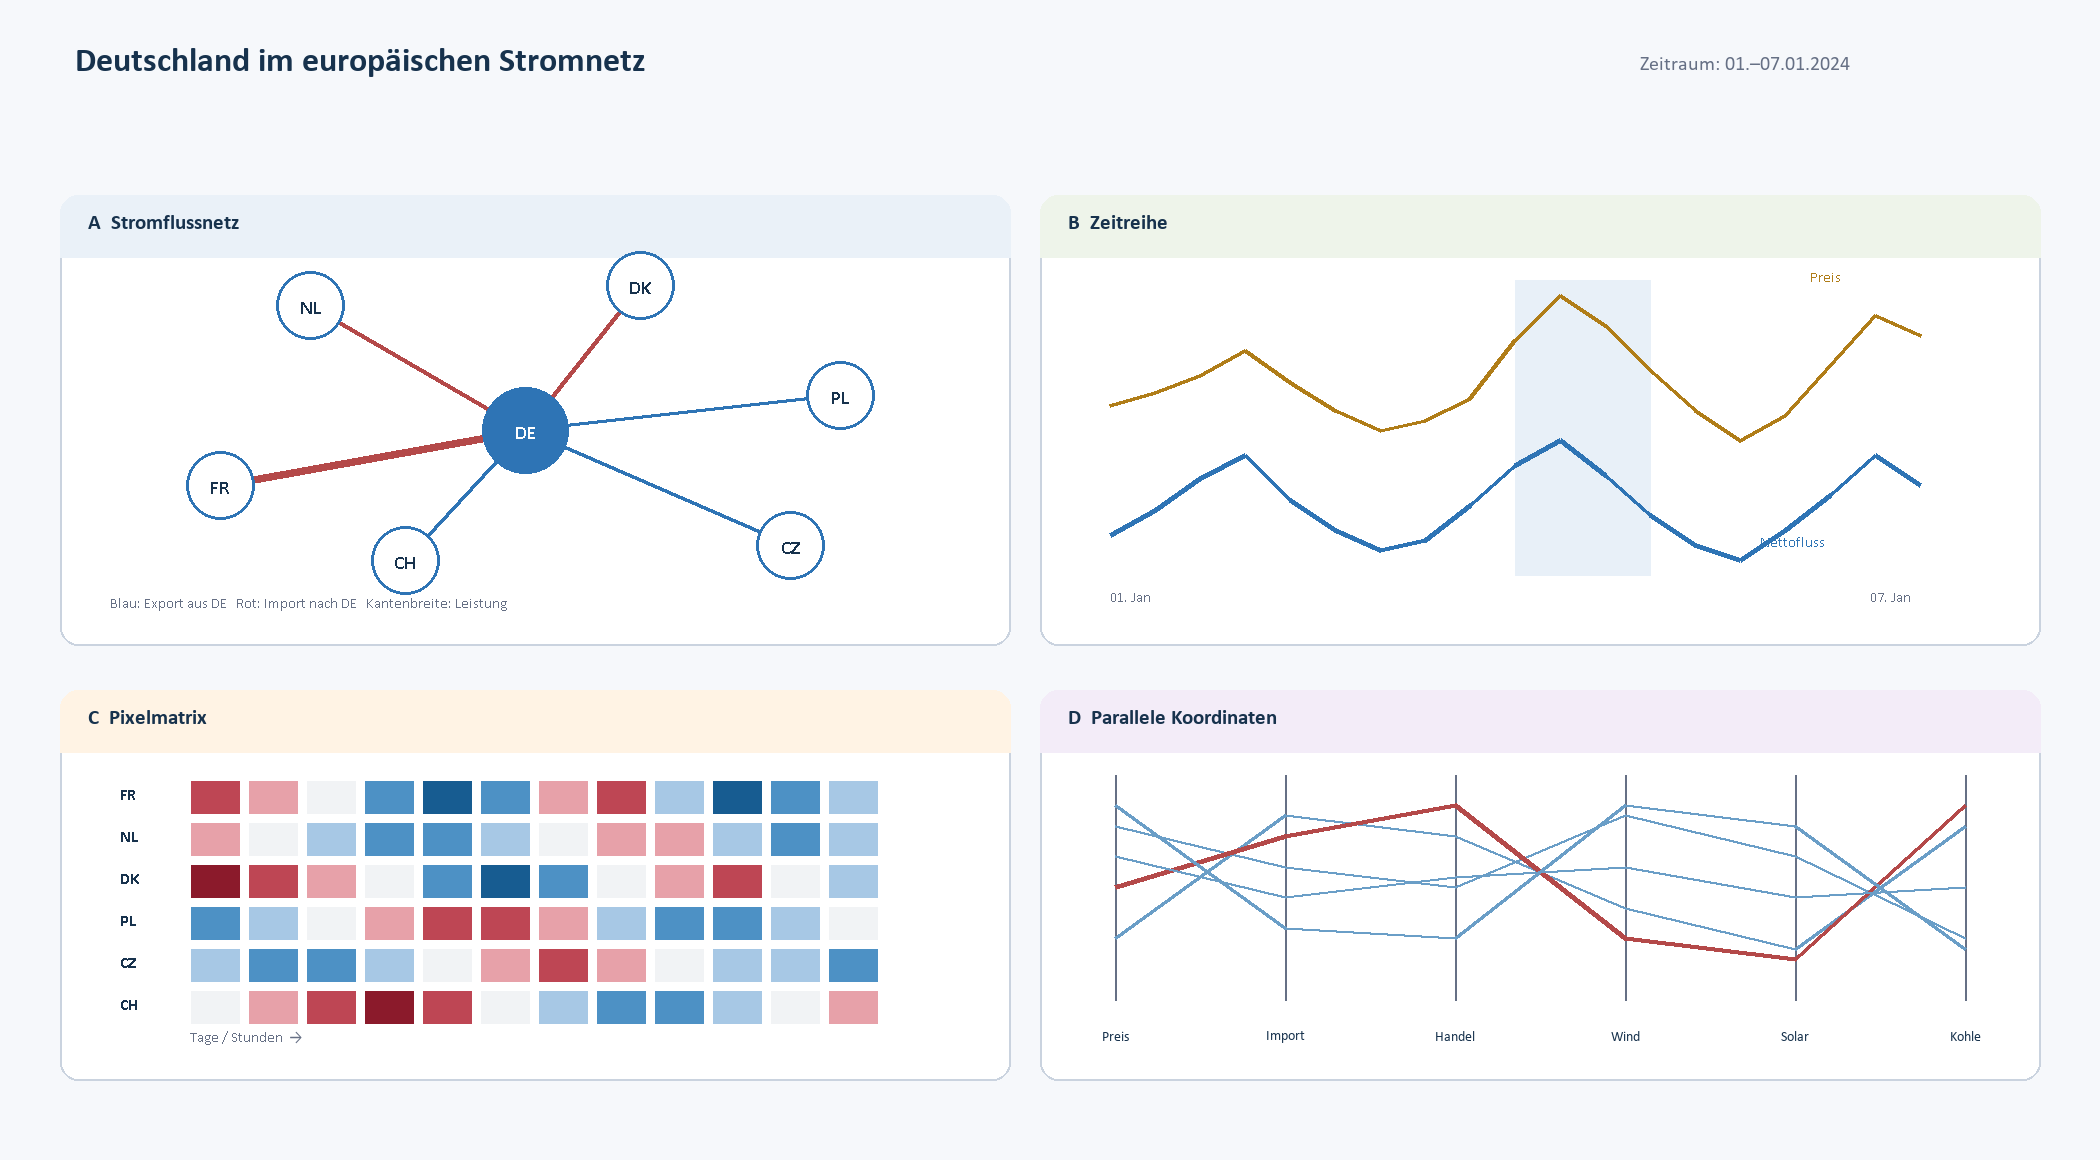 Deutschland im europäischen Stromnetz
Zeitraum: 01.–07.01.2024
A Stromflussnetz
NL
DK
PL
DE
FR
CH
CZ
Blau: Export aus DE Rot: Import nach DE Kantenbreite: Leistung
B Zeitreihe
Preis
Nettofluss
01. Jan
07. Jan
C Pixelmatrix
FR
NL
DK
PL
CZ
CH
Tage / Stunden →
D Parallele Koordinaten
Preis
Import
Handel
Wind
Solar
Kohle